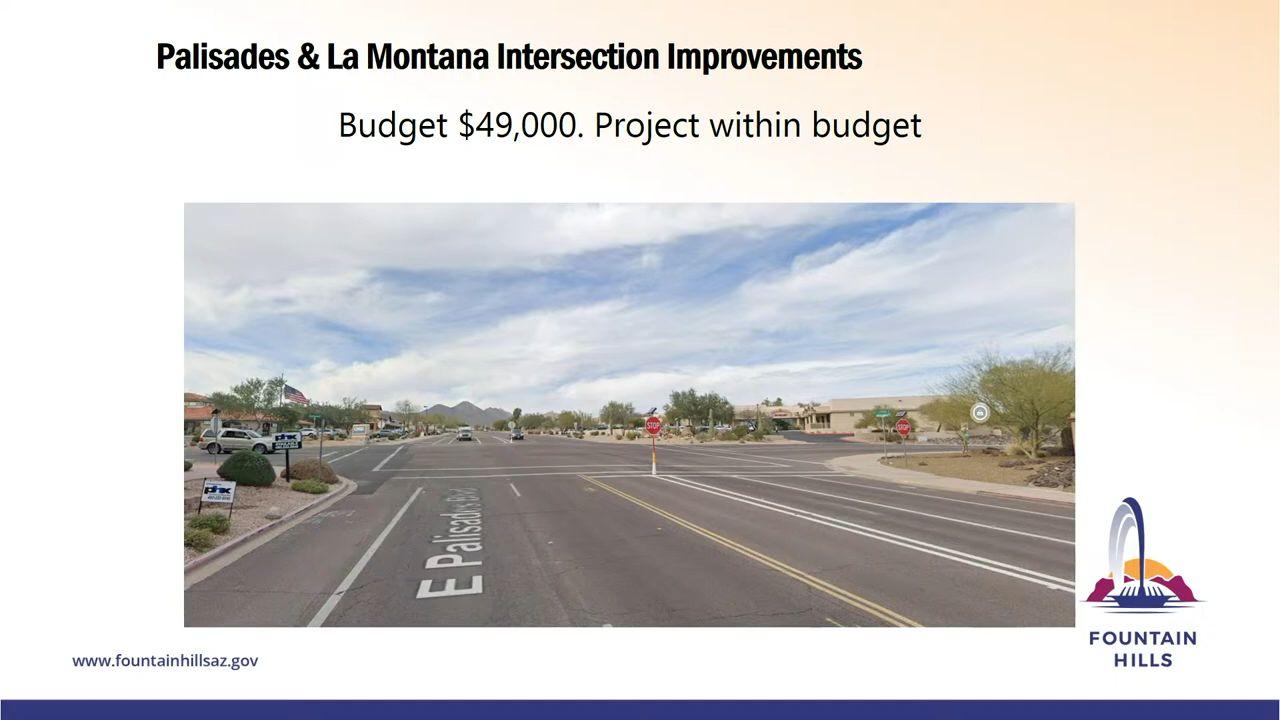 Palisades & La Montana Intersection Improvements
Budget $49,000. Project within budget
STOP
STOP
E Palisades Blvd
FOUNTAIN
HILLS
www.fountainhillsaz.gov